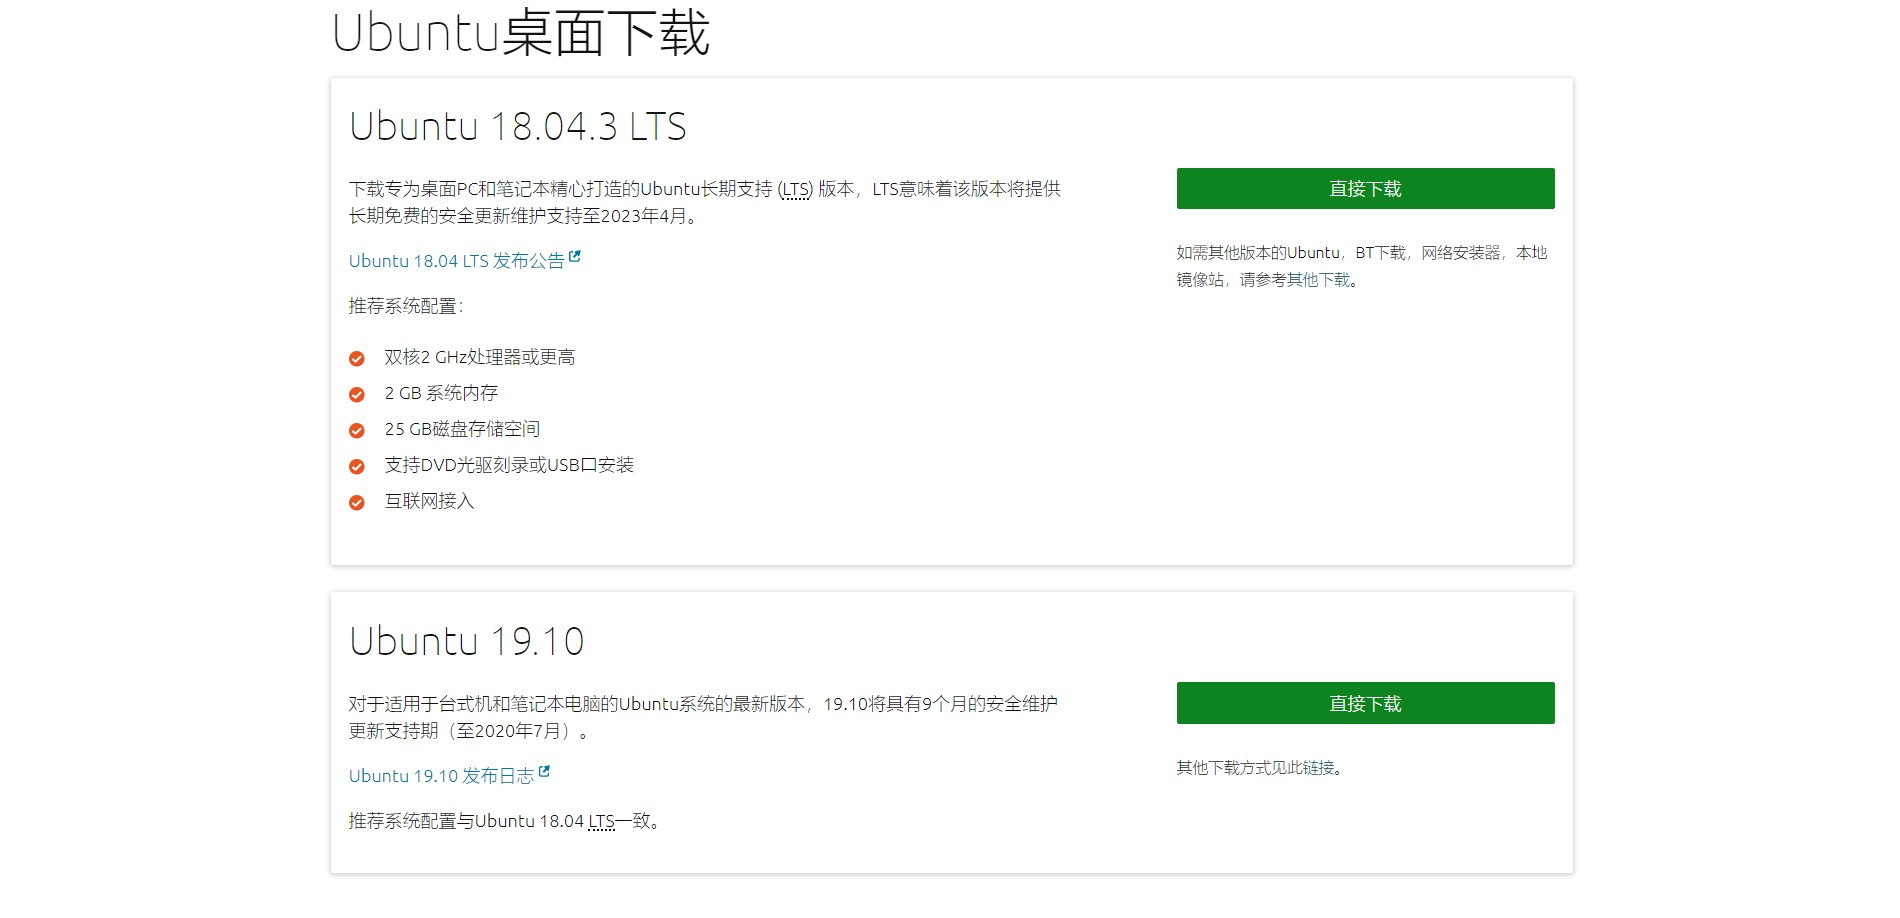 Ubuntu桌面下载
Ubuntu 18.04.3 LTS
下载专为桌面PC和笔记本精心打造的Ubuntu长期支持 (LTS) 版本，LTS意味着该版本将提供
长期免费的安全更新维护支持至2023年4月。
Ubuntu 18.04 LTS 发布公告
推荐系统配置：
双核2 GHz处理器或更高
2 GB 系统内存
25 GB磁盘存储空间
支持DVD光驱刻录或USB口安装
互联网接入
直接下载
如需其他版本的Ubuntu，BT下载，网络安装器，本地
镜像站，请参考其他下载。
Ubuntu 19.10
对于适用于台式机和笔记本电脑的Ubuntu系统的最新版本，19.10将具有9个月的安全维护
更新支持期（至2020年7月）。
Ubuntu 19.10 发布日志
推荐系统配置与Ubuntu 18.04 LTS一致。
直接下载
其他下载方式见此链接。